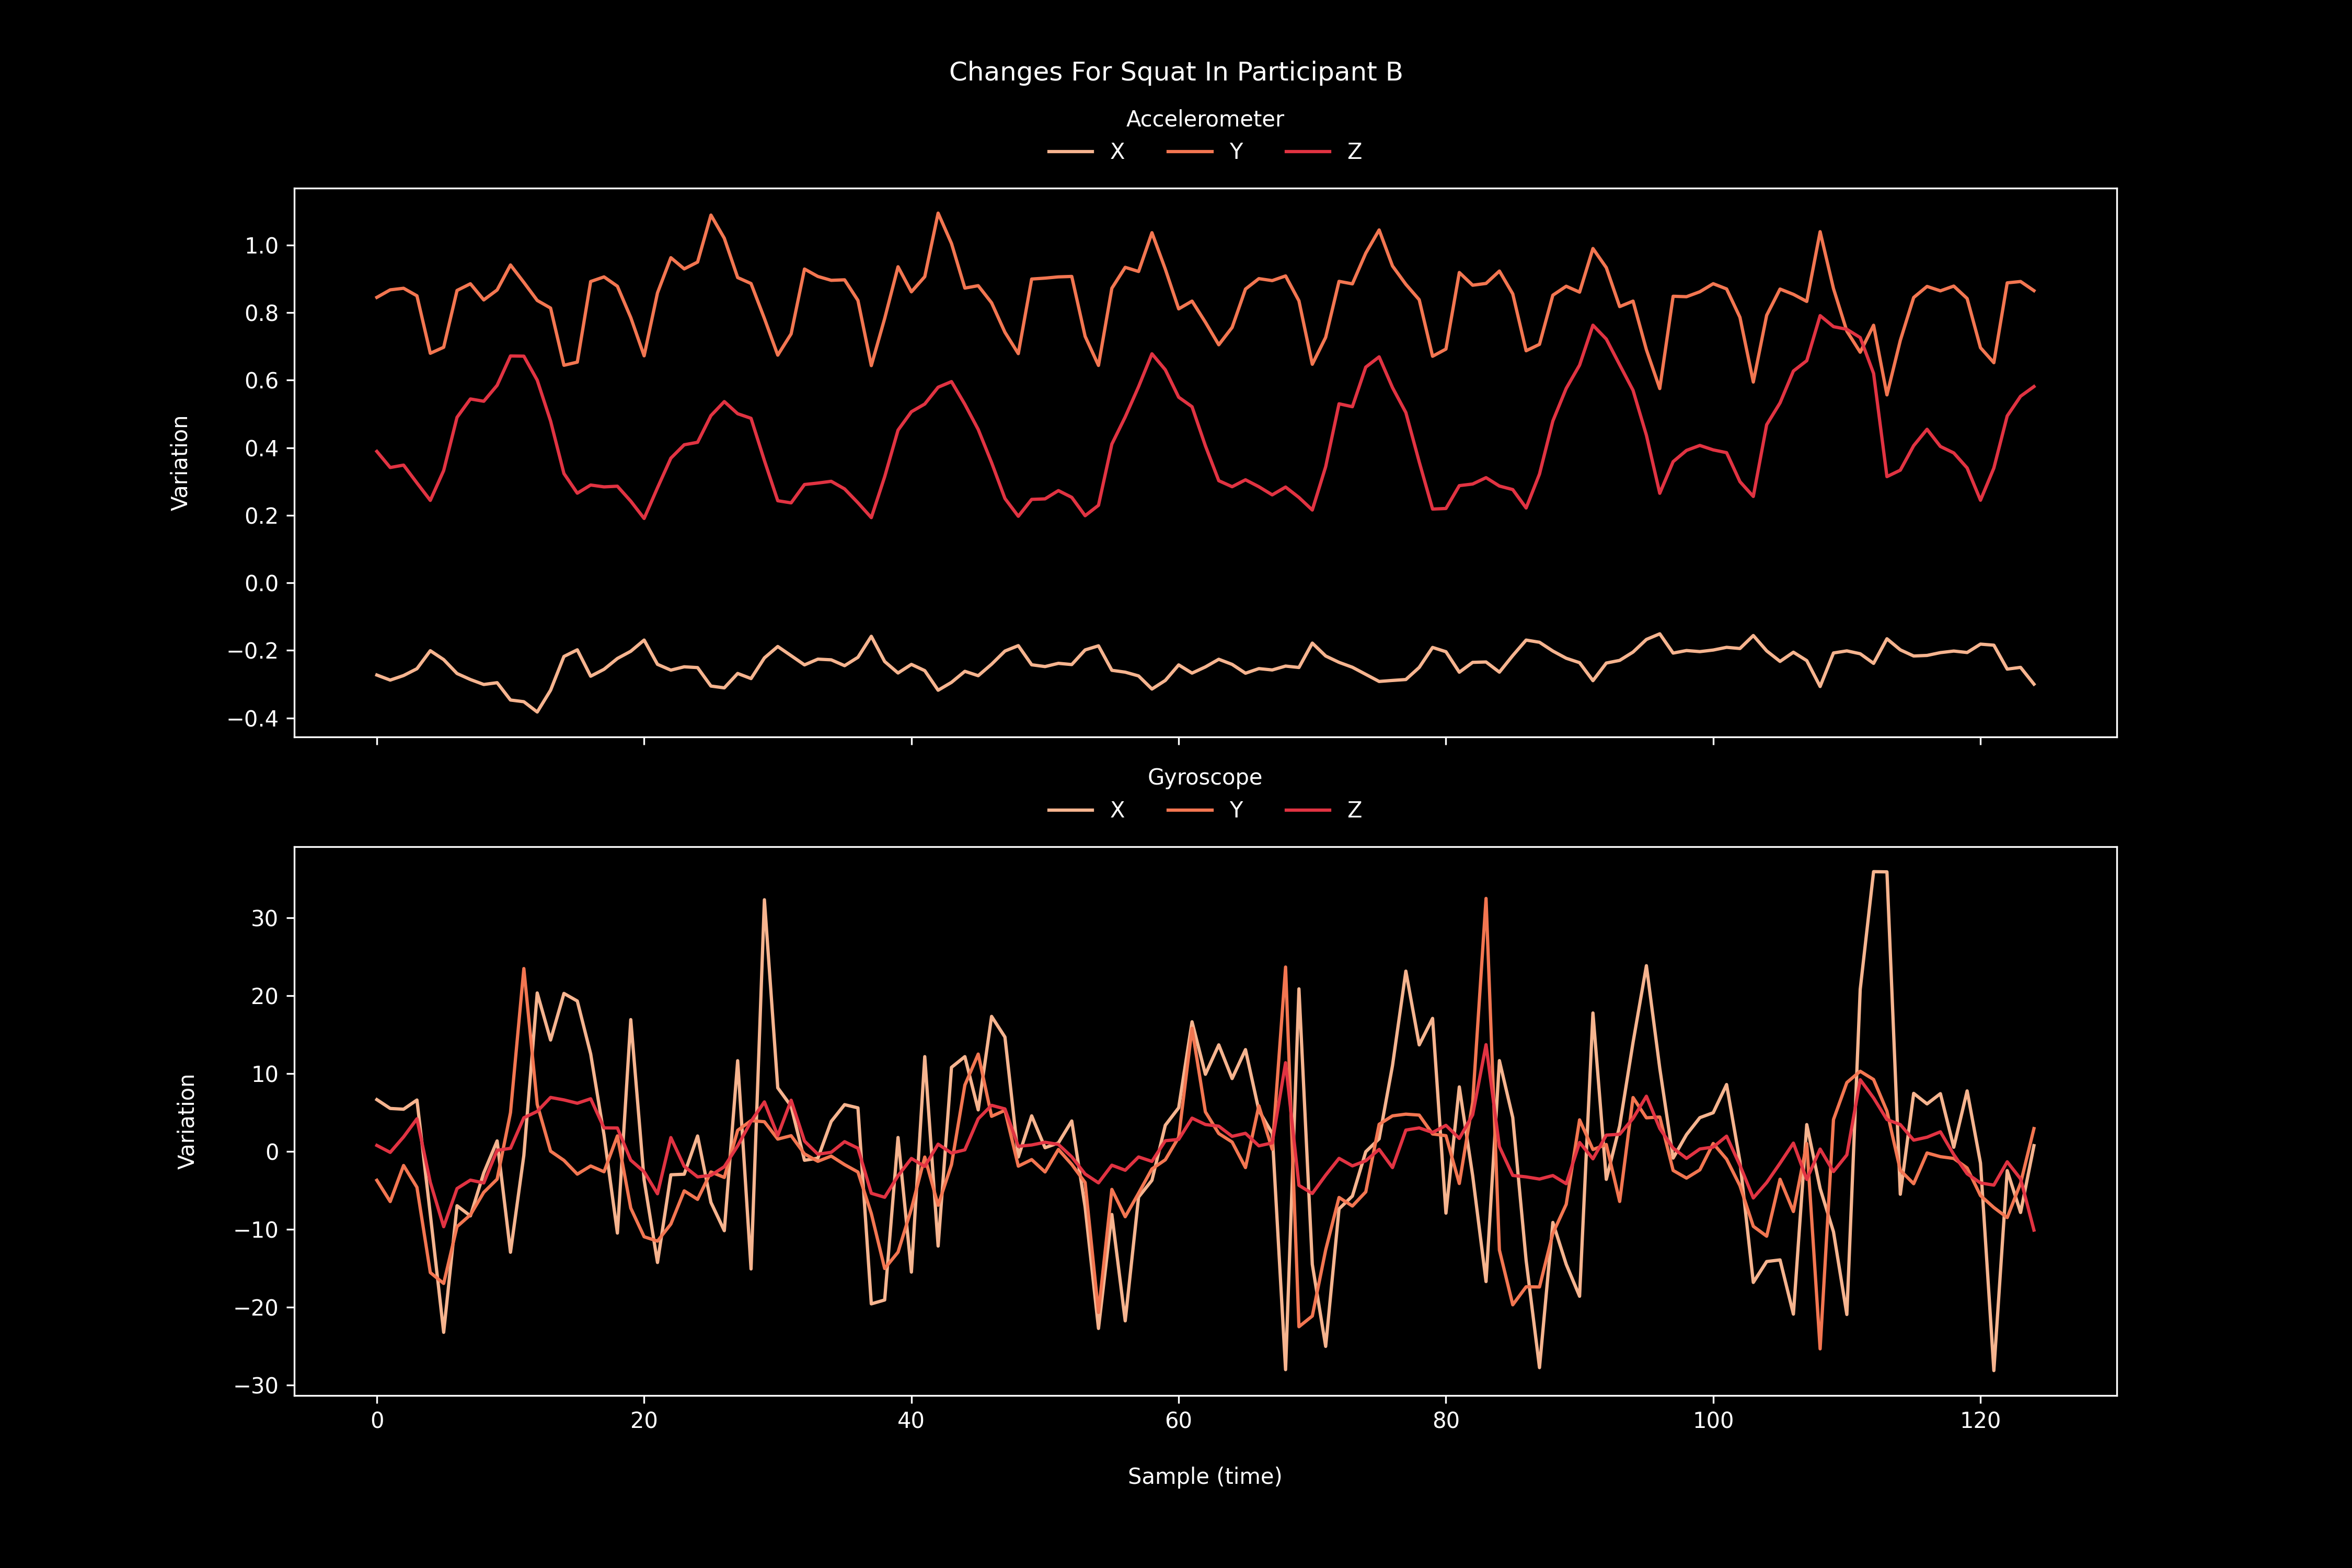 Changes For Squat In Participant B
Accelerometer
X Y Z
1.0
0.8
0.6
0.4
0.2
0.0
−0.2
−0.4
Variation
Gyroscope
X Y Z
30
20
10
0
−10
−20
−30
Variation
0 20 40 60 80 100 120
Sample (time)